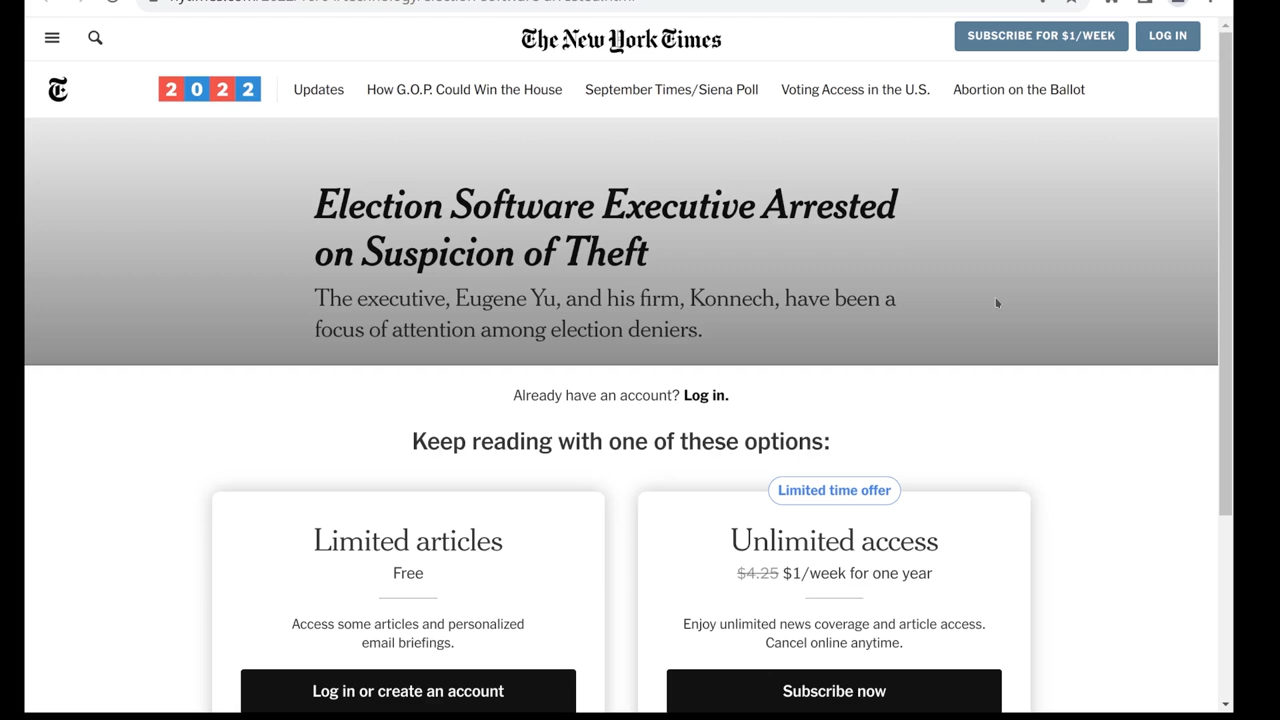 The New York Times
SUBSCRIBE FOR $1/WEEK
LOG IN
T
2022
Updates
How G.O.P. Could Win the House
September Times/Siena Poll
Voting Access in the U.S.
Abortion on the Ballot
Election Software Executive Arrested
on Suspicion of Theft
The executive, Eugene Yu, and his firm, Konnech, have been a
focus of attention among election deniers.
Already have an account? Log in.
Keep reading with one of these options:
Limited articles
Free
Access some articles and personalized
email briefings.
Log in or create an account
Limited time offer
Unlimited access
$4.25 $1/week for one year
Enjoy unlimited news coverage and article access.
Cancel online anytime.
Subscribe now